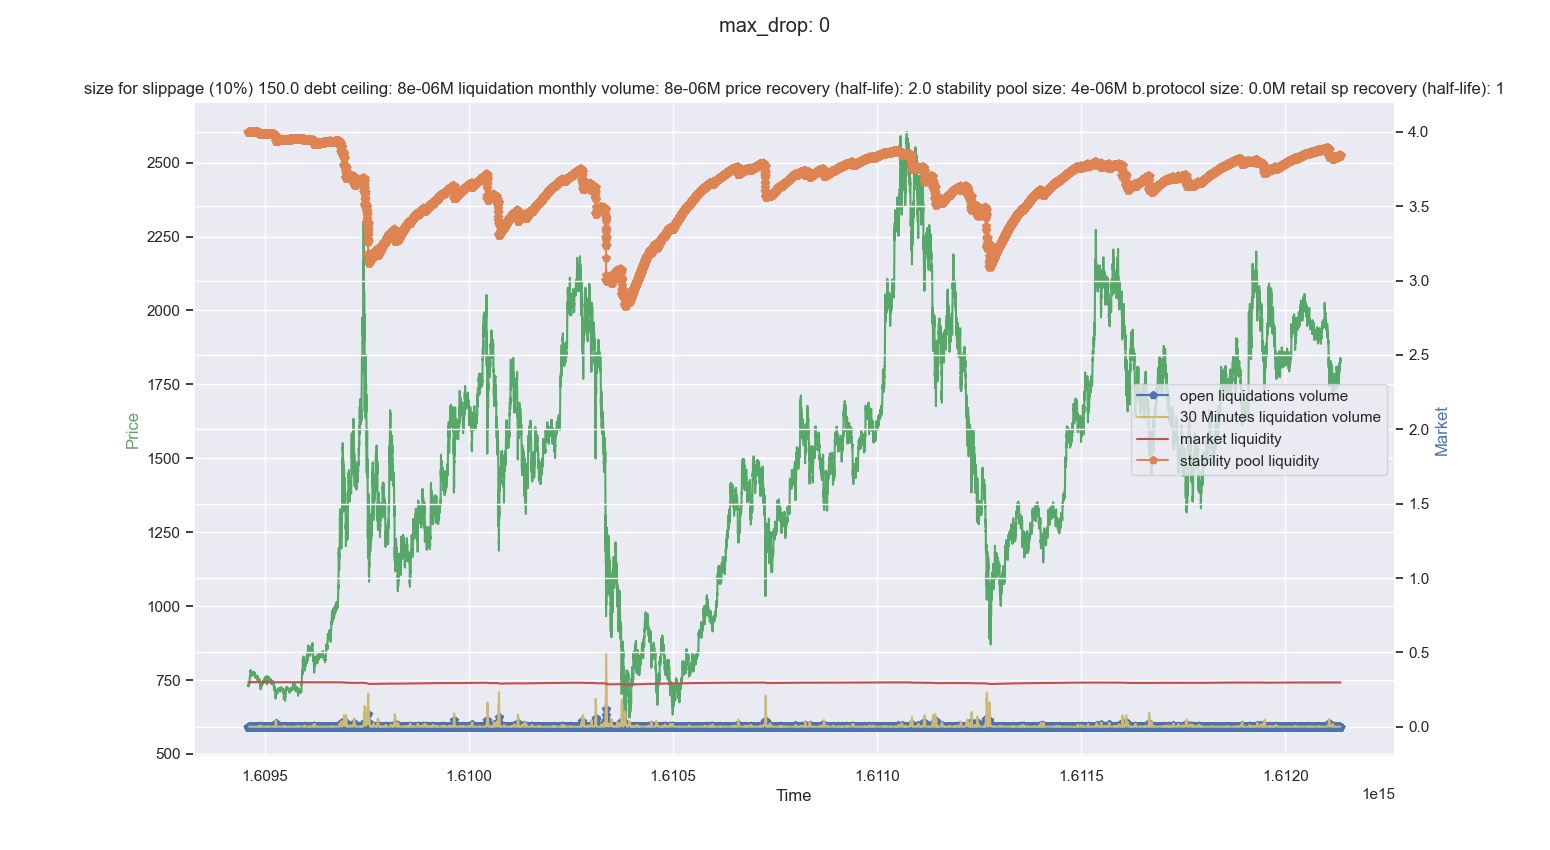 max_drop: 0
size for slippage (10%) 150.0 debt ceiling: 8e-06M liquidation monthly volume: 8e-06M price recovery (half-life): 2.0 stability pool size: 4e-06M b.protocol size: 0.0M retail sp recovery (half-life): 1
4.0
2500
3.5
2250
3.0
2000
2.5
1750
open liquidations volume
30 Minutes liquidation volume
market liquidity
stability pool liquidity
Price
Market
2.0
1500
1.5
1250
1.0
1000
0.5
750
0.0
500
1.6095 1.6100 1.6105 1.6110 1.6115 1.6120
Time
1e15